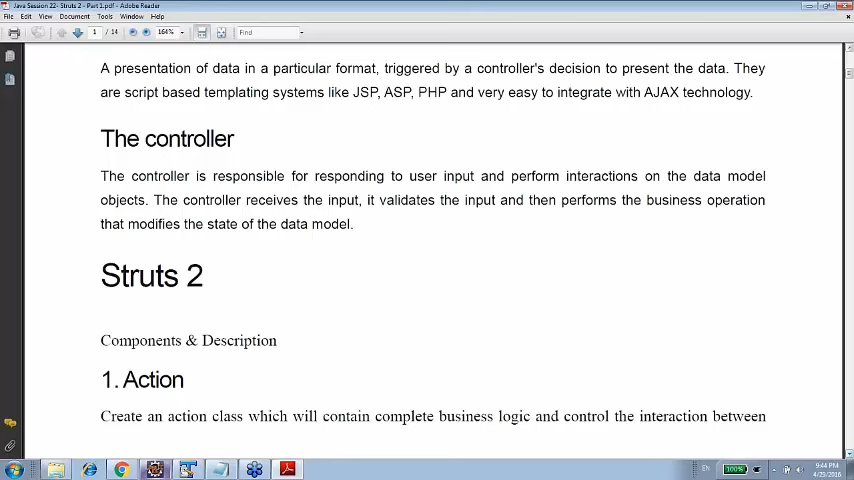 Java Session 22- Struts 2 - Part 1.pdf - Adobe Reader
File Edit View Document Tools Window Help
1 / 14 164% Find
A presentation of data in a particular format, triggered by a controller's decision to present the data. They
are script based templating systems like JSP, ASP, PHP and very easy to integrate with AJAX technology.
The controller
The controller is responsible for responding to user input and perform interactions on the data model
objects. The controller receives the input, it validates the input and then performs the business operation
that modifies the state of the data model.
Struts 2
Components & Description
1. Action
Create an action class which will contain complete business logic and control the interaction between
EN 100% 9:44 PM
4/29/2016